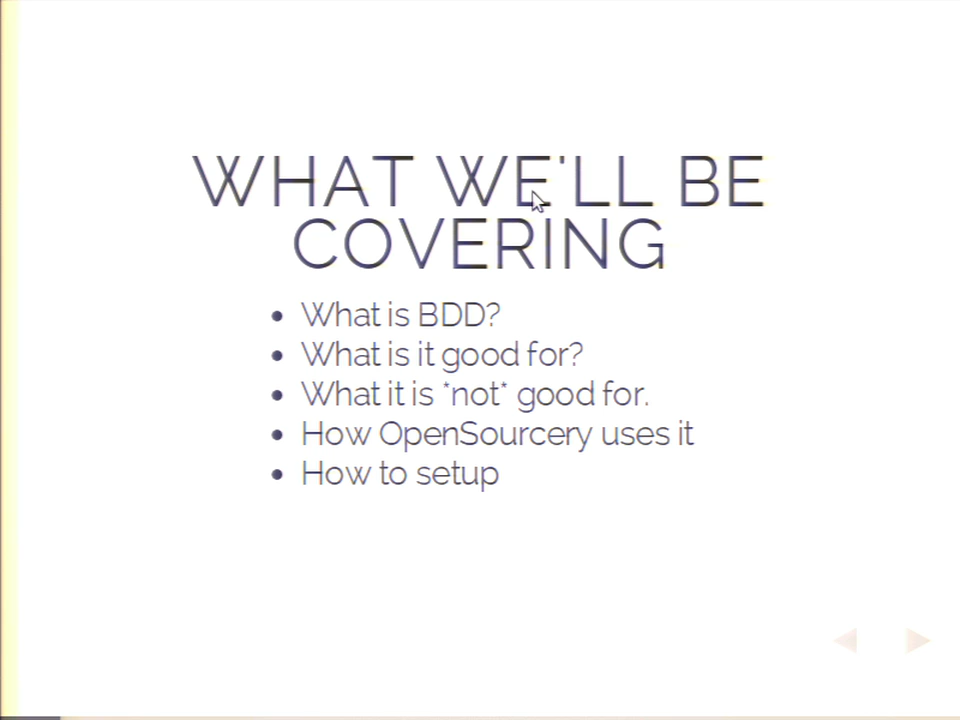 WHAT WE'LL BE
COVERING
• What is BDD?
• What is it good for?
• What it is *not* good for.
• How OpenSourcery uses it
• How to setup